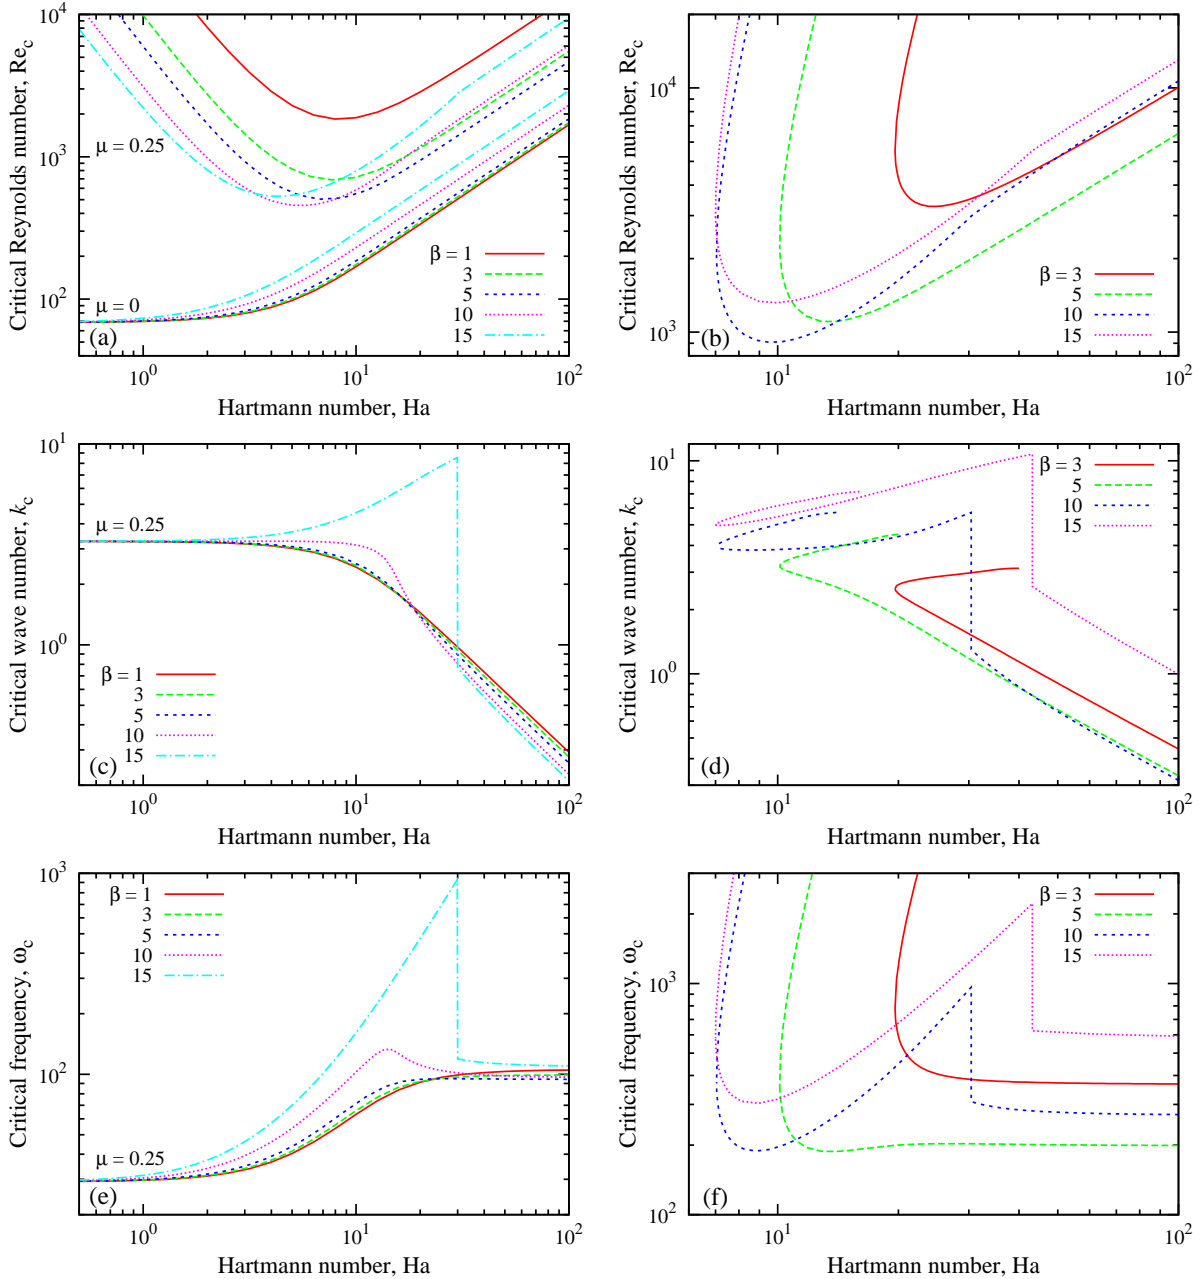 10^4
10^3
10^2
10^0
10^1
10^2
Critical Reynolds number, Re_c
Hartmann number, Ha
μ = 0.25
μ = 0
β = 1
3
5
10
15
(a)
10^4
10^3
10^1
10^2
Critical Reynolds number, Re_c
Hartmann number, Ha
β = 3
5
10
15
(b)
10^1
10^0
10^0
10^1
10^2
Critical wave number, k_c
Hartmann number, Ha
μ = 0.25
β = 1
3
5
10
15
(c)
10^1
10^0
10^1
10^2
Critical wave number, k_c
Hartmann number, Ha
β = 3
5
10
15
(d)
10^3
10^2
10^0
10^1
10^2
Critical frequency, ω_c
Hartmann number, Ha
β = 1
3
5
10
15
μ = 0.25
(e)
10^3
10^2
10^1
10^2
Critical frequency, ω_c
Hartmann number, Ha
β = 3
5
10
15
(f)